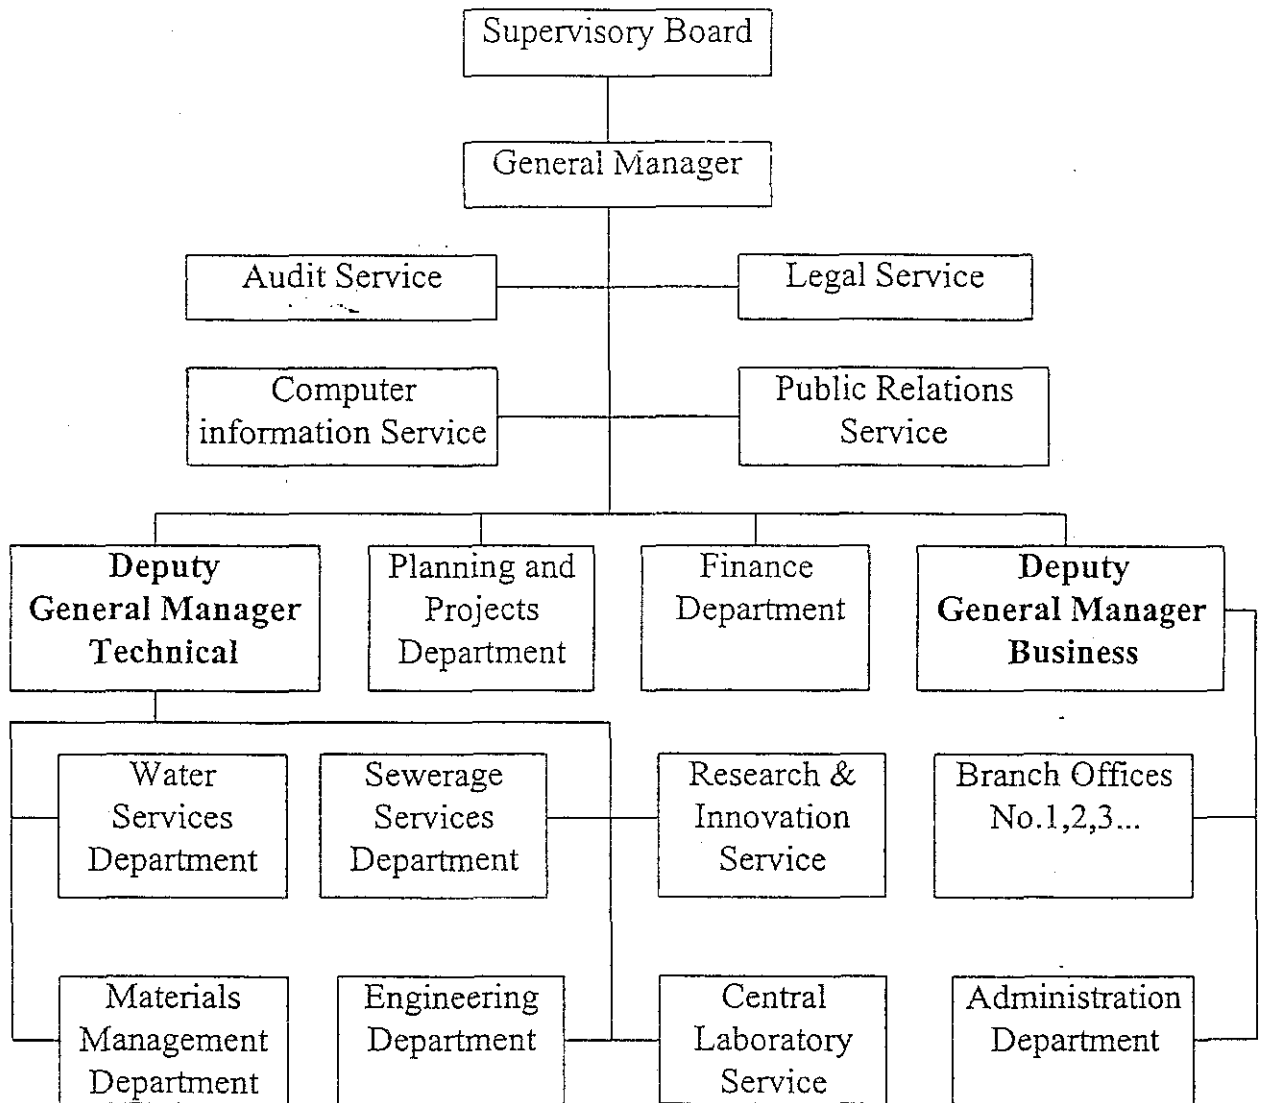 Supervisory Board
General Manager
Audit Service
Legal Service
Computer
information Service
Public Relations
Service
Deputy
General Manager
Technical
Planning and
Projects
Department
Finance
Department
Deputy
General Manager
Business
Water
Services
Department
Sewerage
Services
Department
Research &
Innovation
Service
Branch Offices
No.1,2,3...
Materials
Management
Department
Engineering
Department
Central
Laboratory
Service
Administration
Department